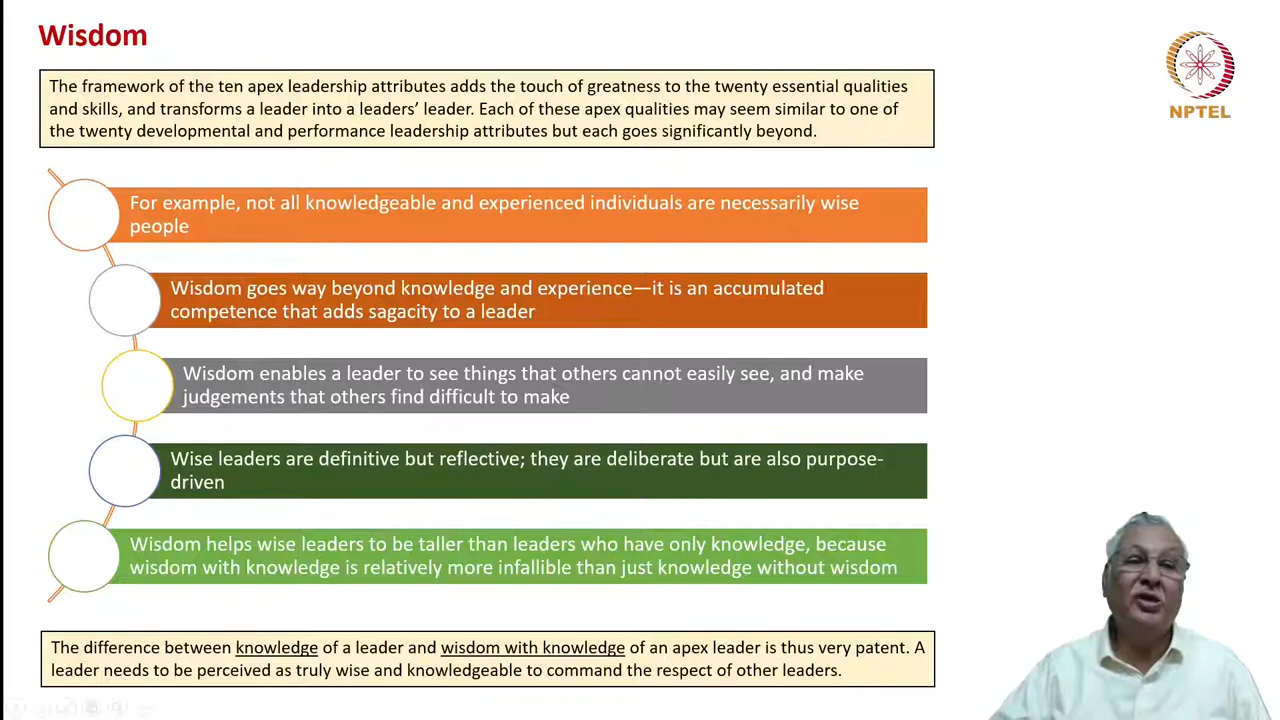 Wisdom
The framework of the ten apex leadership attributes adds the touch of greatness to the twenty essential qualities
and skills, and transforms a leader into a leaders’ leader. Each of these apex qualities may seem similar to one of
the twenty developmental and performance leadership attributes but each goes significantly beyond.
NPTEL
For example, not all knowledgeable and experienced individuals are necessarily wise
people
Wisdom goes way beyond knowledge and experience—it is an accumulated
competence that adds sagacity to a leader
Wisdom enables a leader to see things that others cannot easily see, and make
judgements that others find difficult to make
Wise leaders are definitive but reflective; they are deliberate but are also purpose-
driven
Wisdom helps wise leaders to be taller than leaders who have only knowledge, because
wisdom with knowledge is relatively more infallible than just knowledge without wisdom
The difference between knowledge of a leader and wisdom with knowledge of an apex leader is thus very patent. A
leader needs to be perceived as truly wise and knowledgeable to command the respect of other leaders.